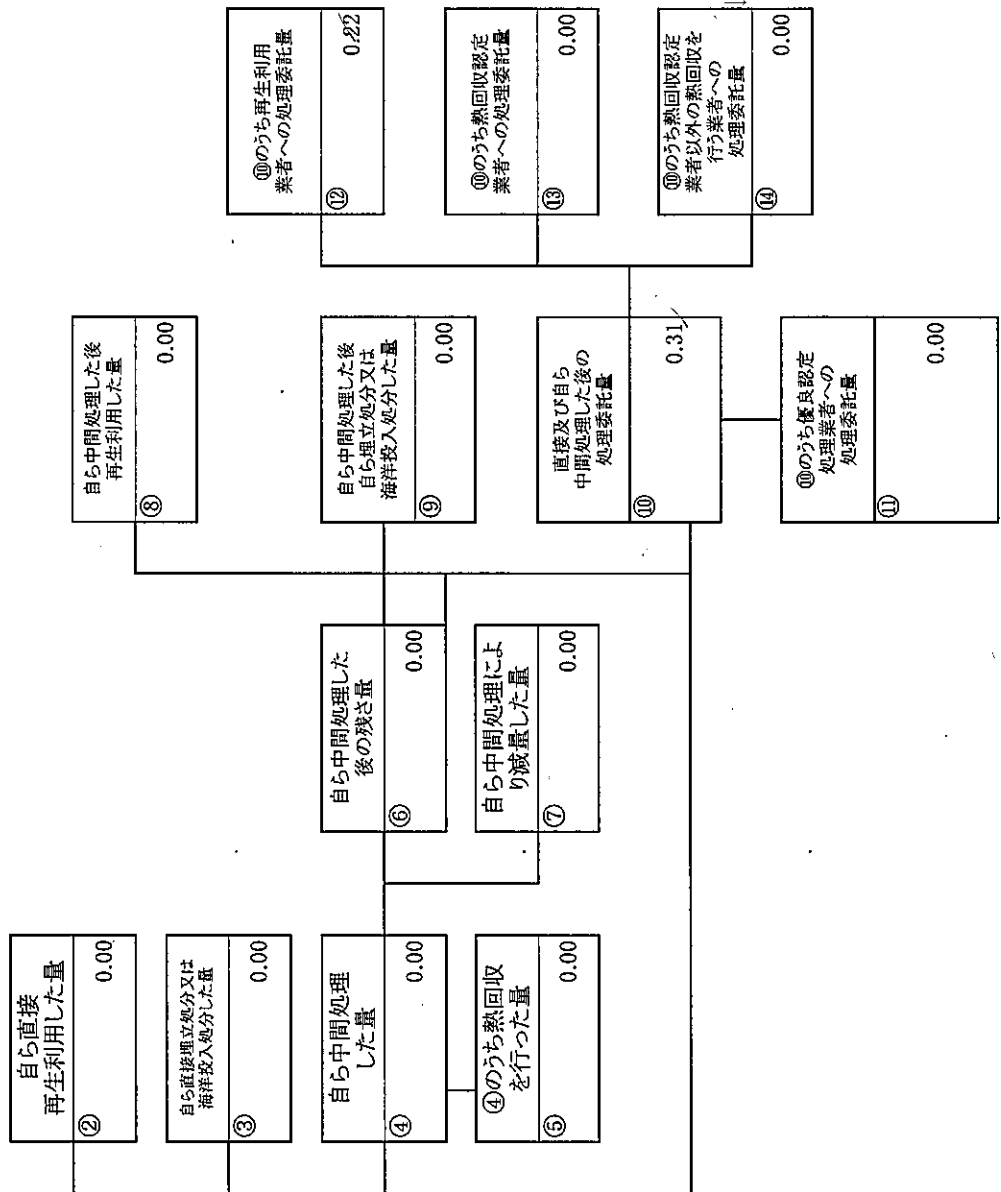 自ら直接
再生利用した量
②
0.00
自ら直接埋立処分又は
海洋投入処分した量
③
0.00
自ら中間処理
した量
④
0.00
④のうち熱回収
を行った量
⑤
0.00
自ら中間処理した
後の残さ量
⑥
0.00
自ら中間処理によ
り減量した量
⑦
0.00
自ら中間処理した後
再生利用した量
⑧
0.00
自ら中間処理した後
自ら埋立処分又は
海洋投入処分した量
⑨
0.00
直接及び自ら
中間処理した後の
処理委託量
⑩
0.31
⑩のうち優良認定
処理業者への
処理委託量
⑪
0.00
⑩のうち再生利用
業者への処理委託量
⑫
0.22
⑩のうち熱回収認定
業者への処理委託量
⑬
0.00
⑩のうち熱回収認定
業者以外の熱回収を
行う業者への
処理委託量
⑭
0.00